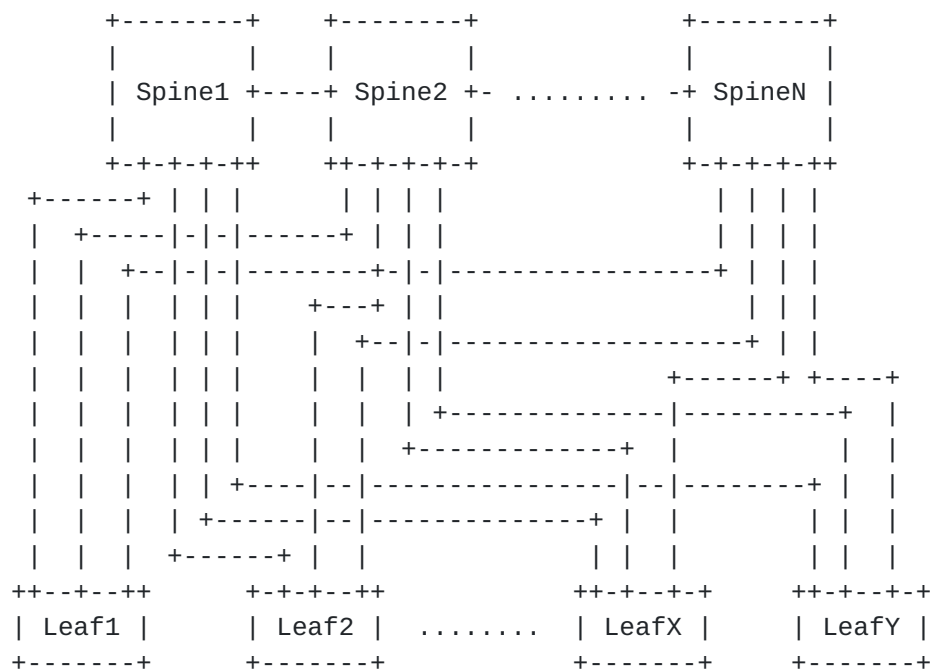 Spine1 Spine2 ......... SpineN
Leaf1 Leaf2 ........ LeafX LeafY